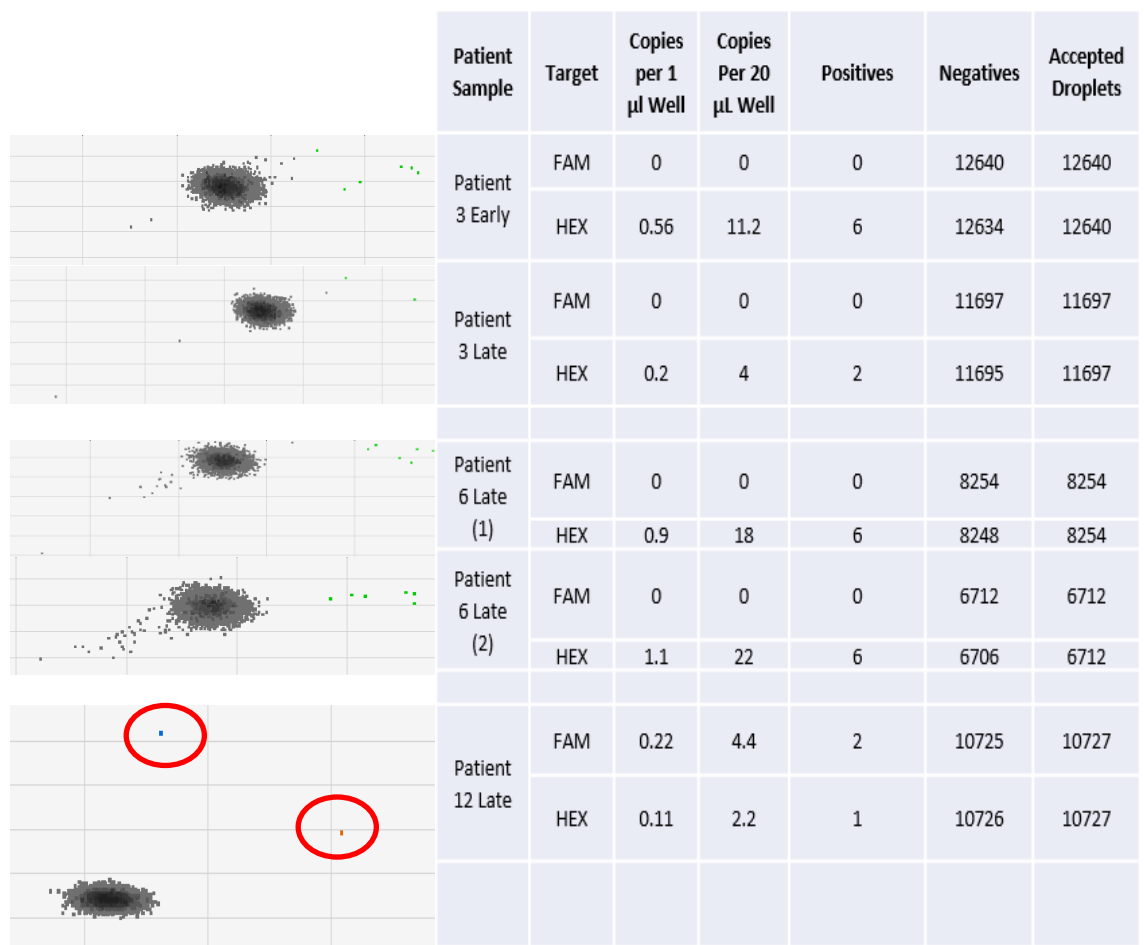 Patient Sample Target Copies per 1 µl Well Copies Per 20 µL Well Positives Negatives Accepted Droplets
Patient 3 Early
FAM 0 0 0 12640 12640
HEX 0.56 11.2 6 12634 12640
Patient 3 Late
FAM 0 0 0 11697 11697
HEX 0.2 4 2 11695 11697
Patient 6 Late (1)
FAM 0 0 0 8254 8254
HEX 0.9 18 6 8248 8254
Patient 6 Late (2)
FAM 0 0 0 6712 6712
HEX 1.1 22 6 6706 6712
Patient 12 Late
FAM 0.22 4.4 2 10725 10727
HEX 0.11 2.2 1 10726 10727